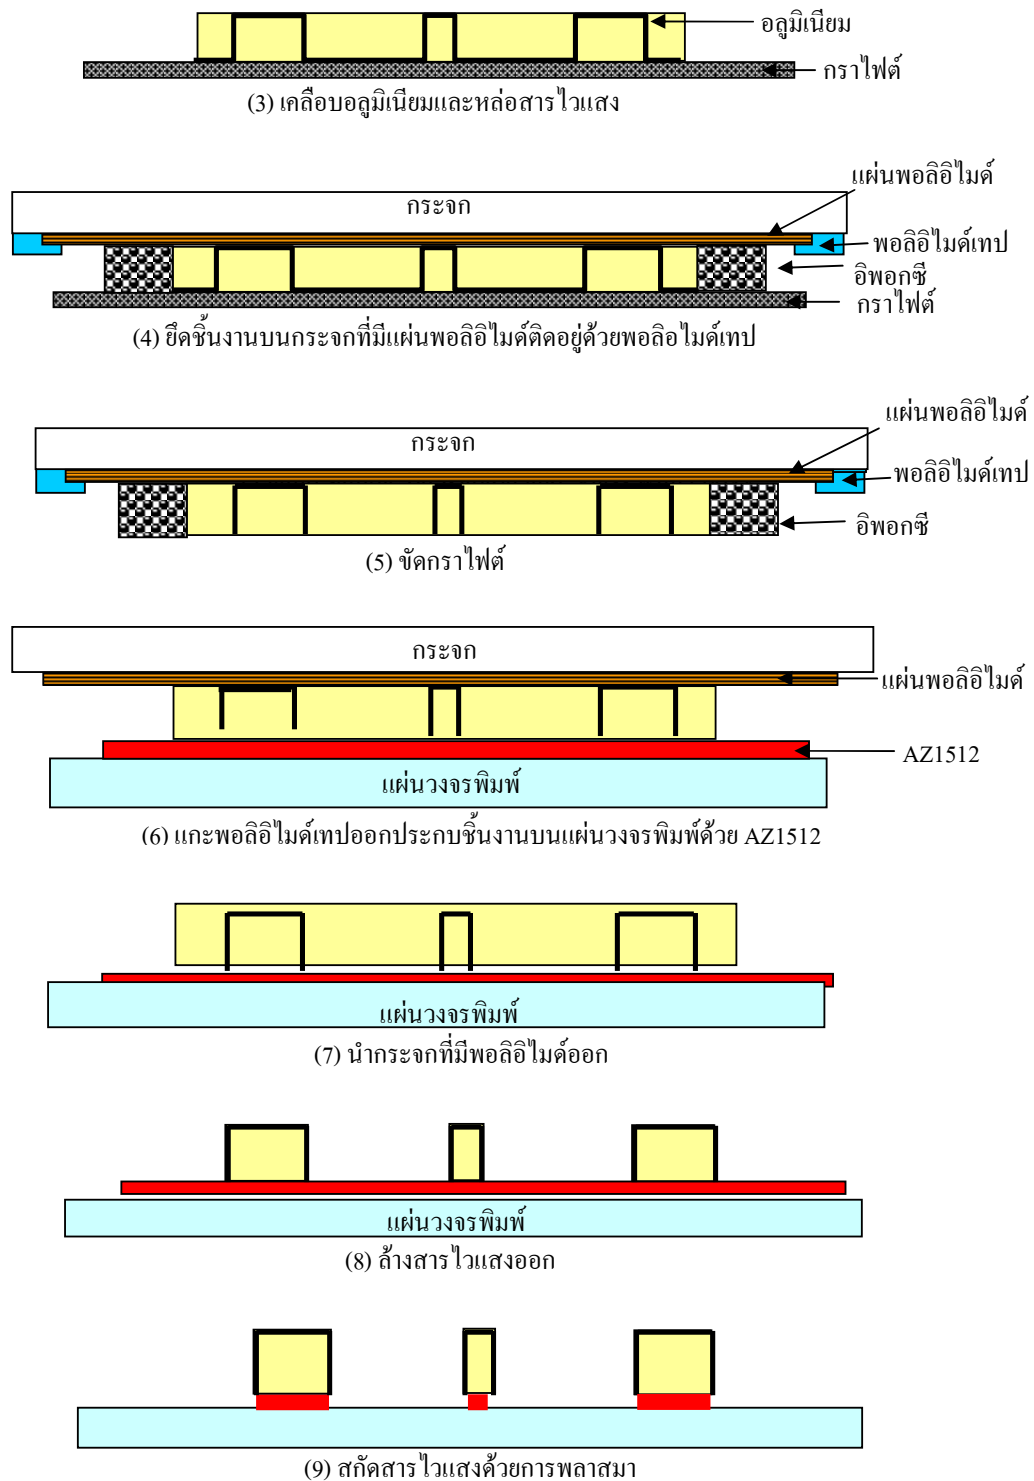 อลูมิเนียม
กราไฟต์
(3) เคลือบอลูมิเนียมและหล่อสารไวแสง
แผ่นพอลิอิไมด์
กระจก
พอลิอิไมด์เทป
อิพอกซี
กราไฟต์
(4) ยึดชิ้นงานบนกระจกที่มีแผ่นพอลิอิไมด์ติดอยู่ด้วยพอลิอไมด์เทป
แผ่นพอลิอิไมด์
กระจก
พอลิอิไมด์เทป
อิพอกซี
(5) ขัดกราไฟต์
กระจก
แผ่นพอลิอิไมด์
AZ1512
แผ่นวงจรพิมพ์
(6) แกะพอลิอิไมด์เทปออกประกบชิ้นงานบนแผ่นวงจรพิมพ์ด้วย AZ1512
แผ่นวงจรพิมพ์
(7) นำกระจกที่มีพอลิอิไมด์ออก
แผ่นวงจรพิมพ์
(8) ล้างสารไวแสงออก
(9) สกัดสารไวแสงด้วยการพลาสมา